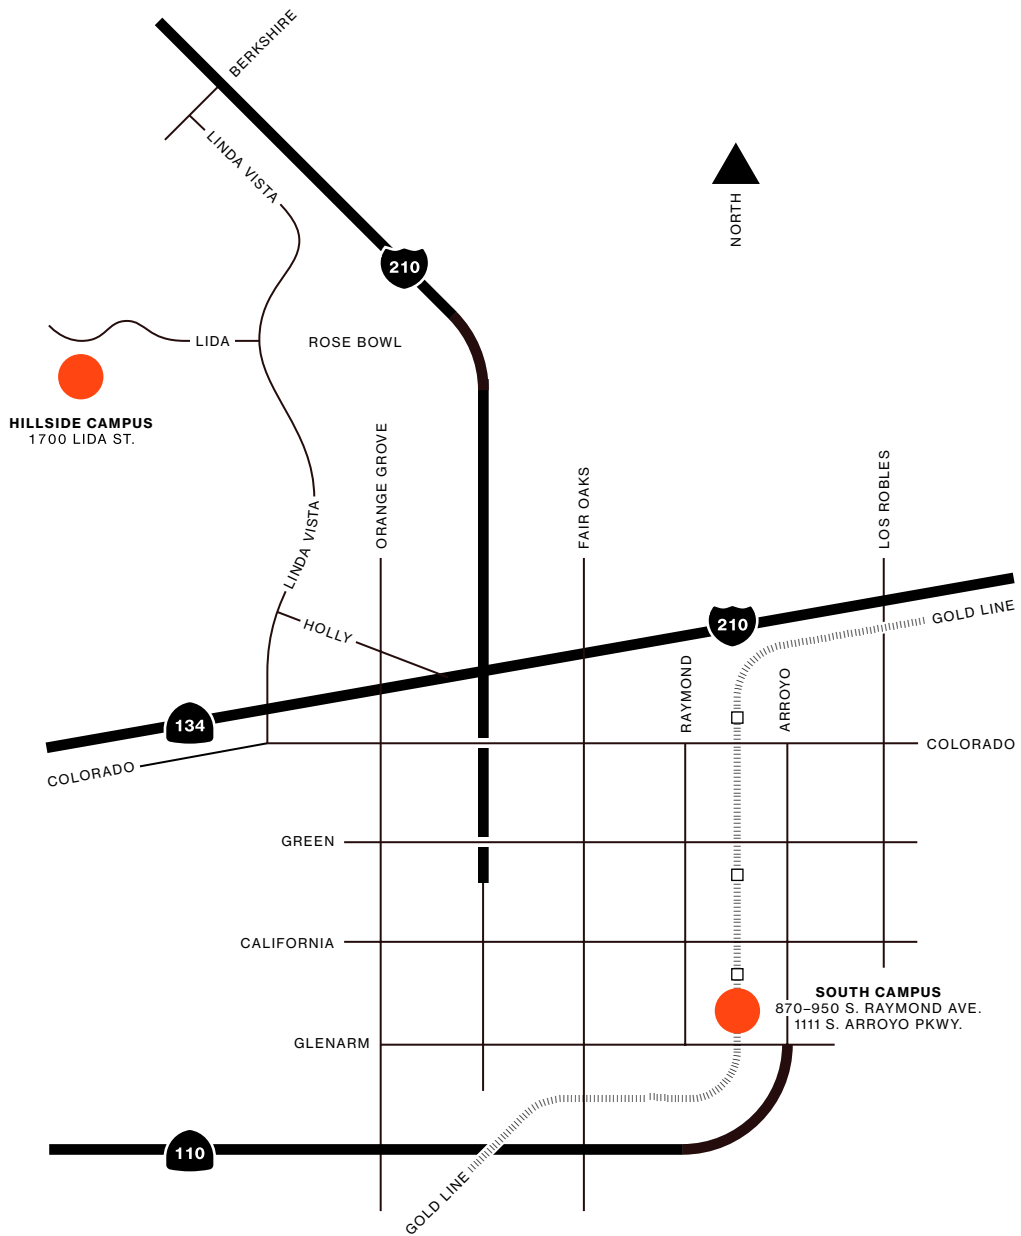 BERKSHIRE
LINDA VISTA
NORTH
210
LIDA
ROSE BOWL
HILLSIDE CAMPUS
1700 LIDA ST.
ORANGE GROVE
FAIR OAKS
LOS ROBLES
LINDA VISTA
HOLLY
210
GOLD LINE
RAYMOND
ARROYO
134
COLORADO
COLORADO
GREEN
CALIFORNIA
SOUTH CAMPUS
870–950 S. RAYMOND AVE.
1111 S. ARROYO PKWY.
GLENARM
110
GOLD LINE